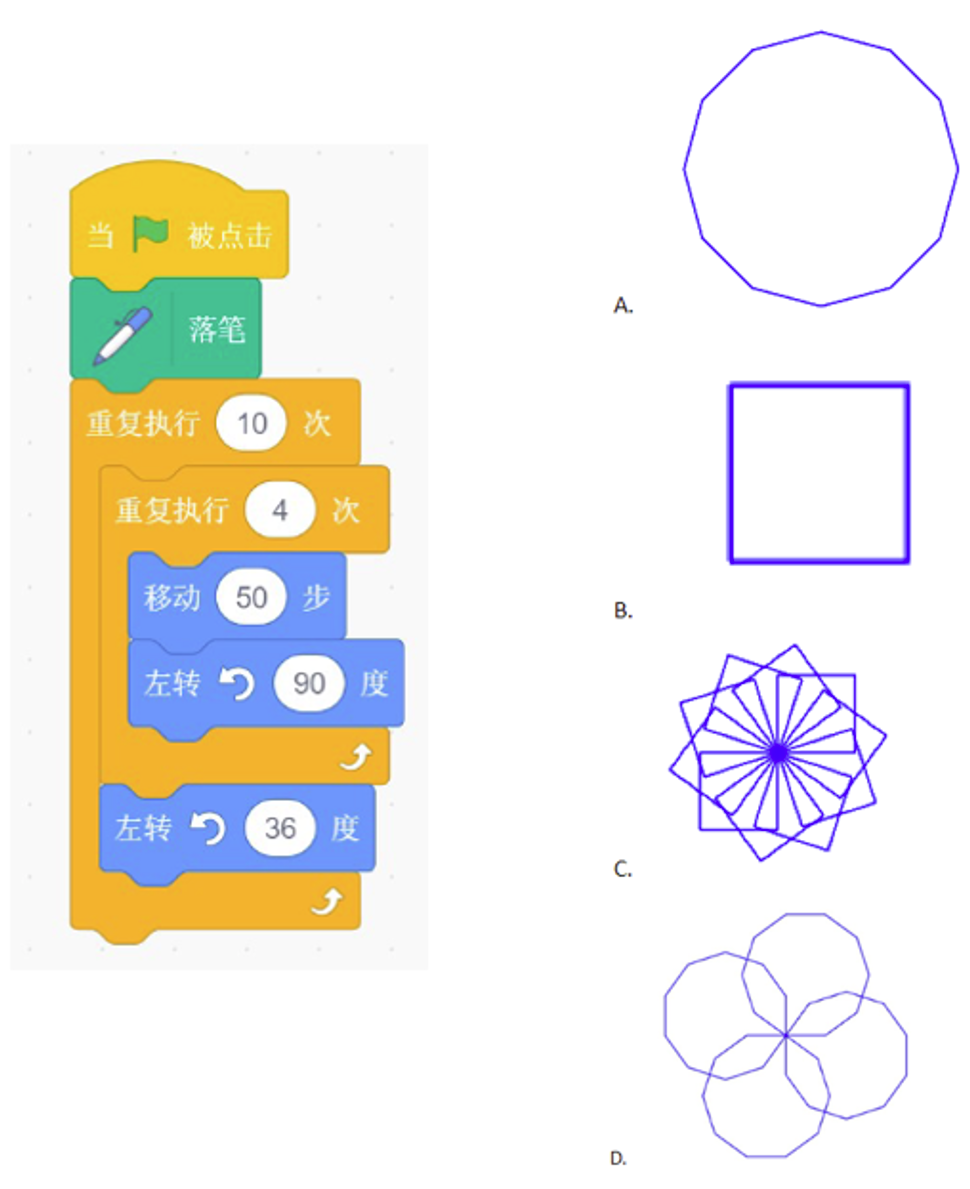 当 被点击
落笔
重复执行 10 次
重复执行 4 次
移动 50 步
左转 90 度
左转 36 度
A.
B.
C.
D.